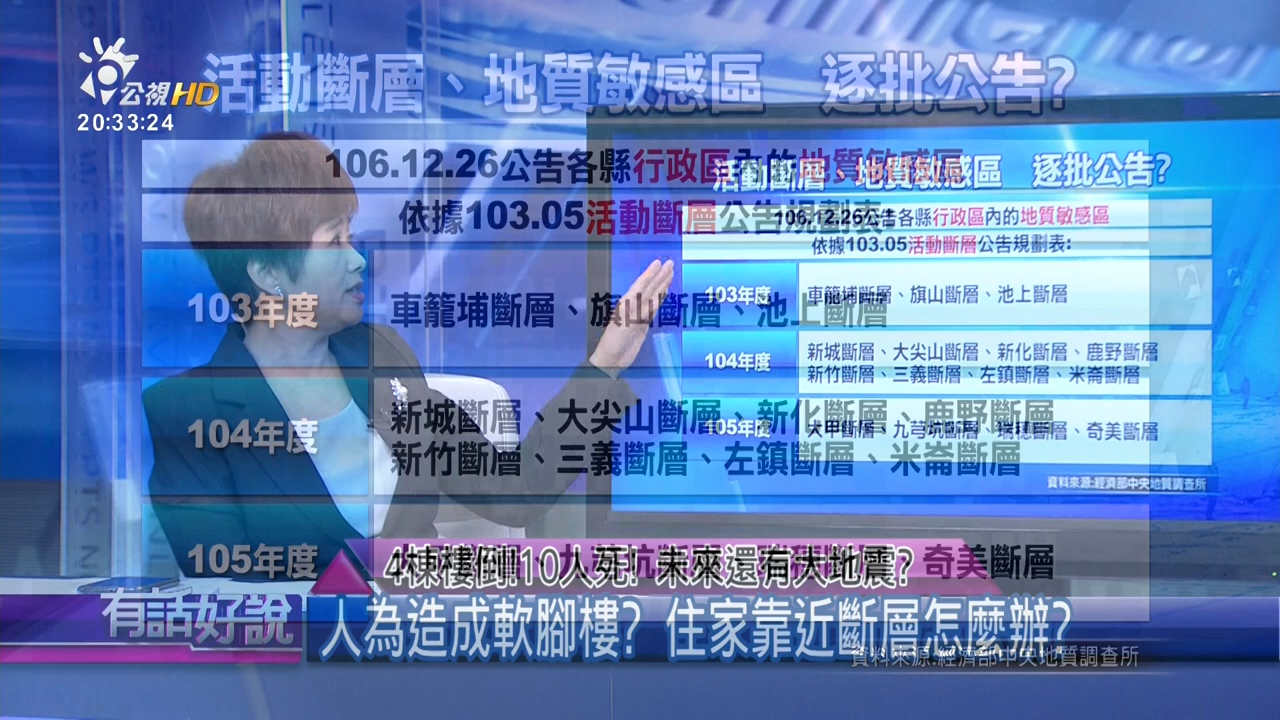 公視HD
20:33:24
活動斷層、地質敏感區 逐批公告?
106.12.26公告各縣行政區內的地質敏感區
依據103.05活動斷層公告規劃表:
103年度
車籠埔斷層、旗山斷層、池上斷層
104年度
新城斷層、大尖山斷層、新化斷層、鹿野斷層
新竹斷層、三義斷層、左鎮斷層、米崙斷層
105年度
奇美斷層
活動斷層、地質敏感區 逐批公告?
106.12.26公告各縣行政區內的地質敏感區
依據103.05活動斷層公告規劃表:
103年度
車籠埔斷層、旗山斷層、池上斷層
104年度
新城斷層、大尖山斷層、新化斷層、鹿野斷層
新竹斷層、三義斷層、左鎮斷層、米崙斷層
105年度
大甲斷層、九芎坑斷層、瑞穗斷層、奇美斷層
資料來源:經濟部中央地質調查所
4棟樓倒!!10人死! 未來還有大地震?
有話好說
人為造成軟腳樓? 住家靠近斷層怎麼辦?
資料來源:經濟部中央地質調查所